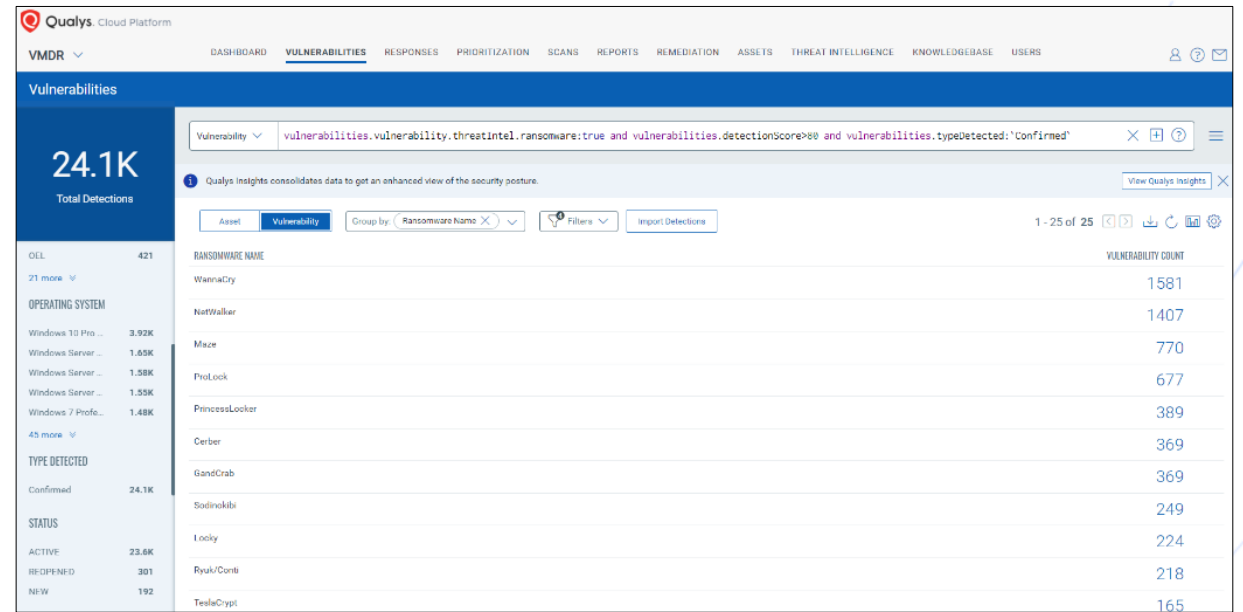 Qualys. Cloud Platform
VMDR
DASHBOARD VULNERABILITIES RESPONSES PRIORITIZATION SCANS REPORTS REMEDIATION ASSETS THREAT INTELLIGENCE KNOWLEDGEBASE USERS
Vulnerabilities
24.1K
Total Detections
Vulnerability vulnerabilities.vulnerability.threatIntel.ransomware:true and vulnerabilities.detectionScore>80 and vulnerabilities.typeDetected:`Confirmed`
Qualys Insights consolidates data to get an enhanced view of the security posture. View Qualys Insights
Asset Vulnerability Group by: Ransomware Name 4 Filters Import Detections 1 - 25 of 25
OEL 421
21 more
OPERATING SYSTEM
Windows 10 Pro ... 3.92K
Windows Server ... 1.65K
Windows Server ... 1.58K
Windows Server ... 1.55K
Windows 7 Profe... 1.48K
45 more
TYPE DETECTED
Confirmed 24.1K
STATUS
ACTIVE 23.6K
REOPENED 301
NEW 192
RANSOMWARE NAME VULNERABILITY COUNT
WannaCry 1581
NetWalker 1407
Maze 770
ProLock 677
PrincessLocker 389
Cerber 369
GandCrab 369
Sodinokibi 249
Locky 224
Ryuk/Conti 218
TeslaCrypt 165